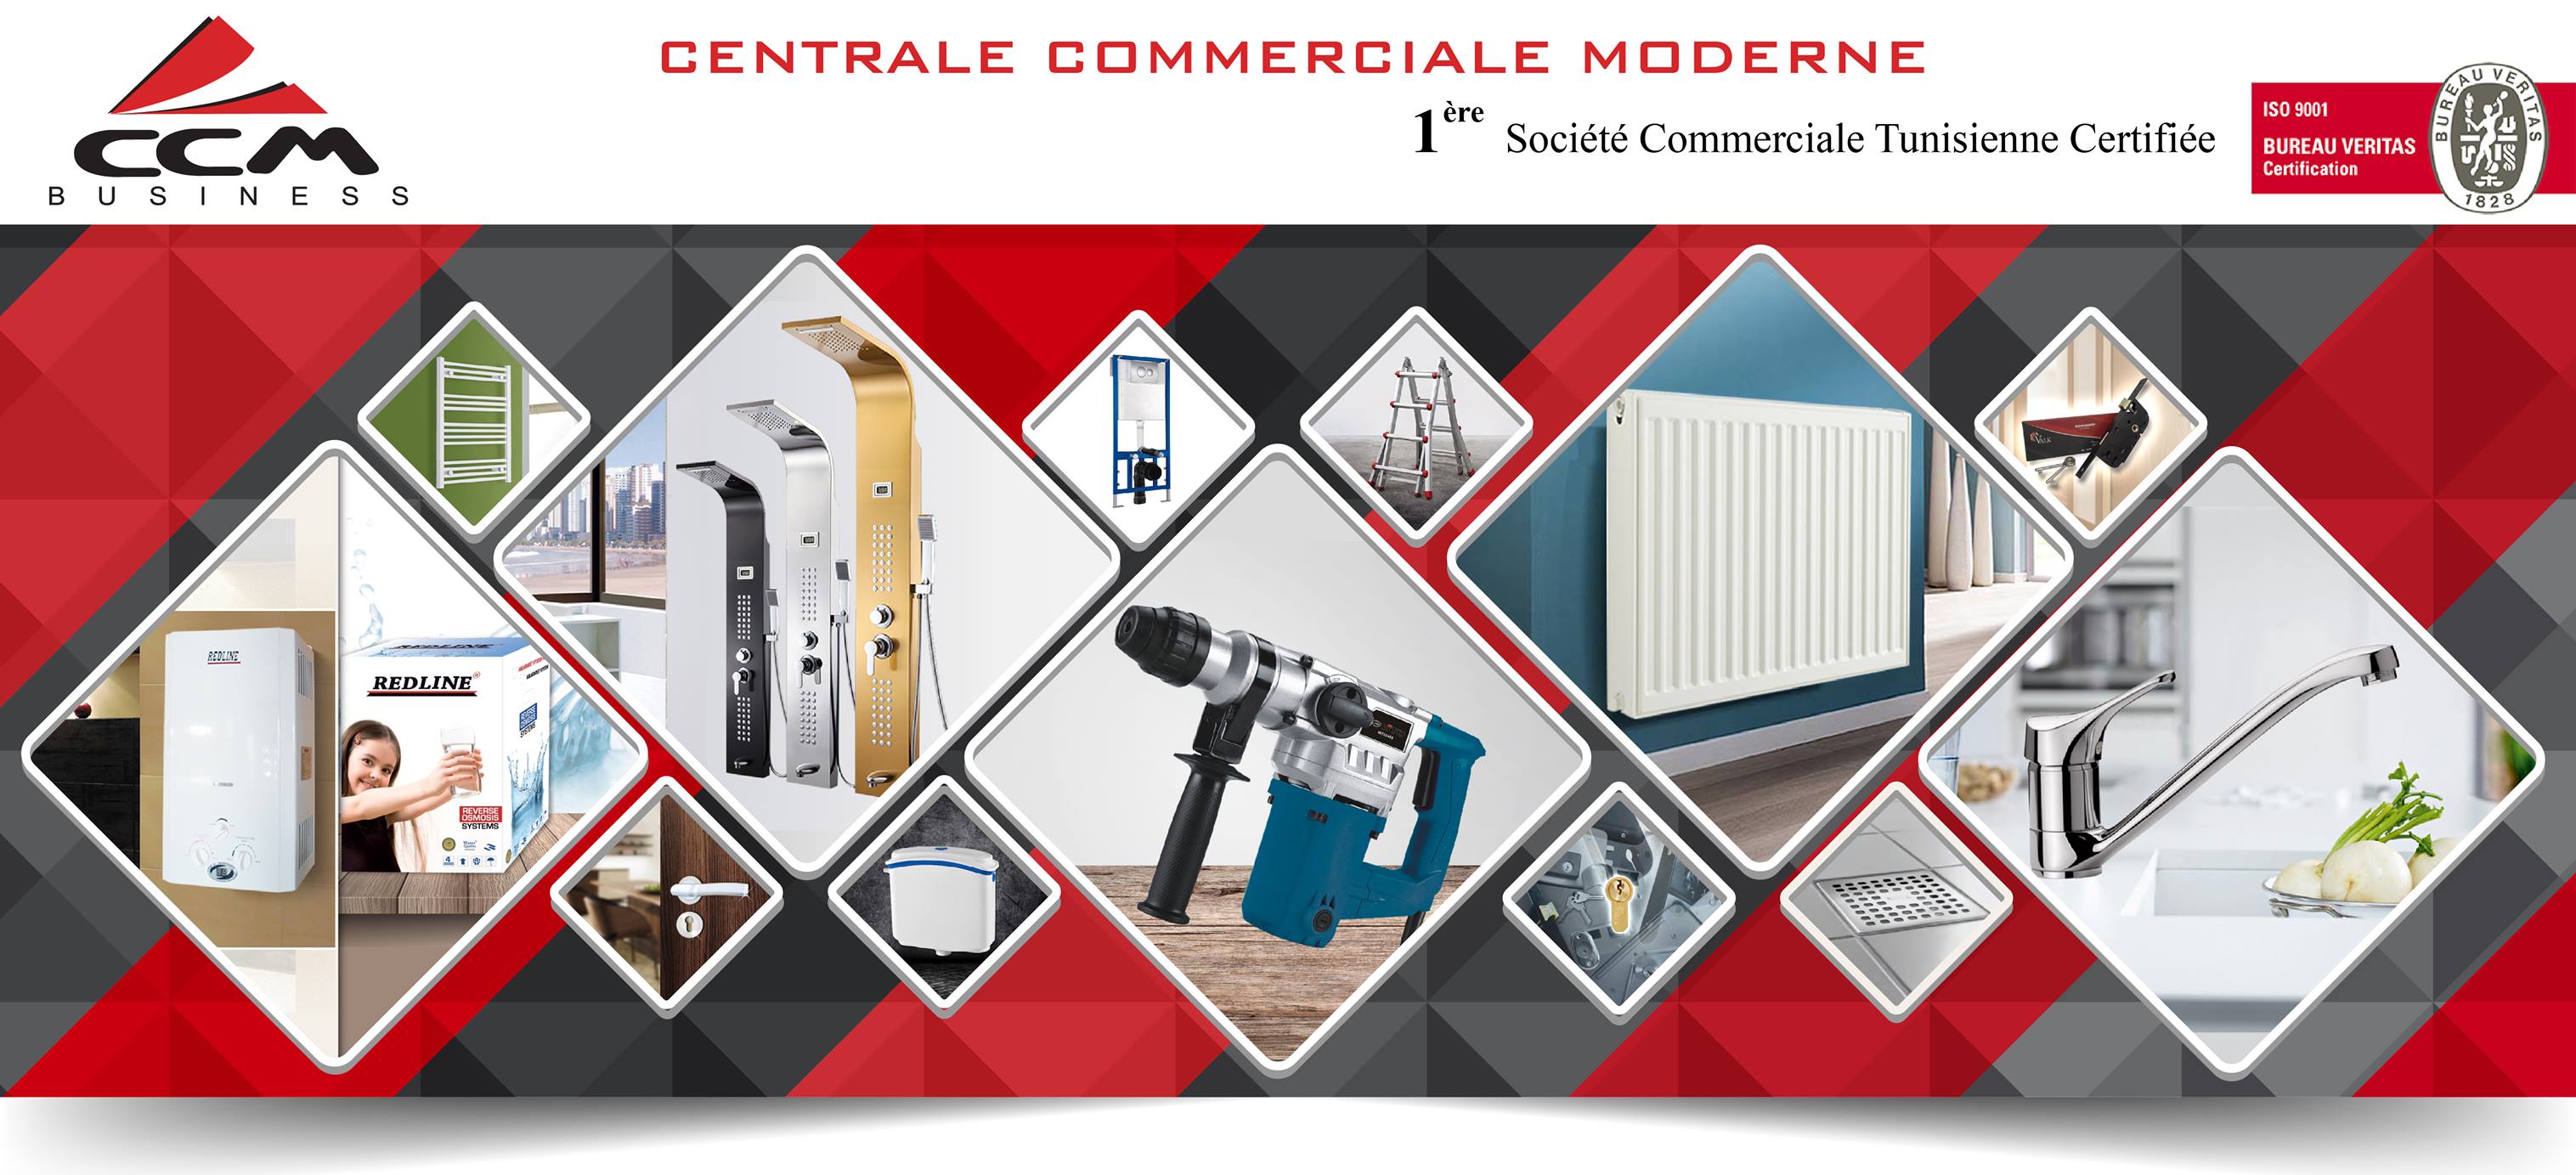 CENTRALE COMMERCIALE MODERNE
1ère Société Commerciale Tunisienne Certifiée
CCM
BUSINESS
ISO 9001
BUREAU VERITAS
Certification
BUREAU VERITAS
1828
REDLINE
REDLINE®
REVERSE
OSMOSIS
SYSTEMS
VALK